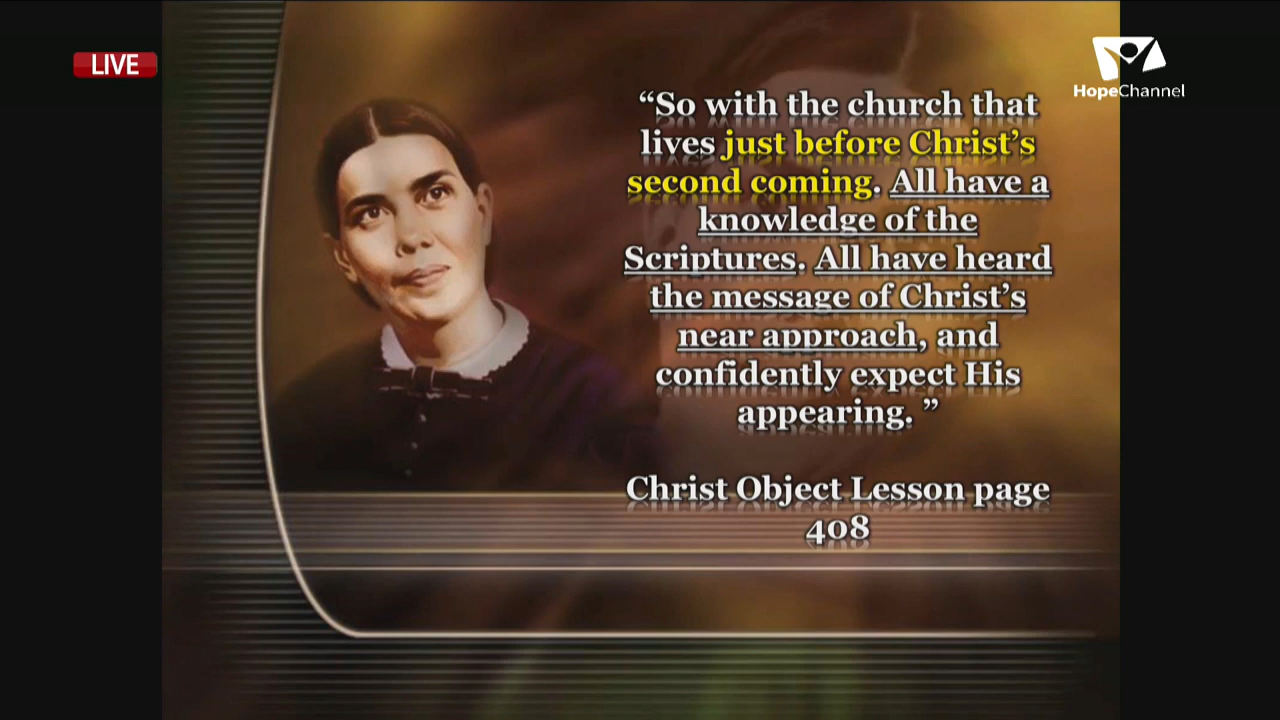 LIVE
HopeChannel
“So with the church that
lives just before Christ’s
second coming. All have a
knowledge of the
Scriptures. All have heard
the message of Christ’s
near approach, and
confidently expect His
appearing. ”
Christ Object Lesson page
408